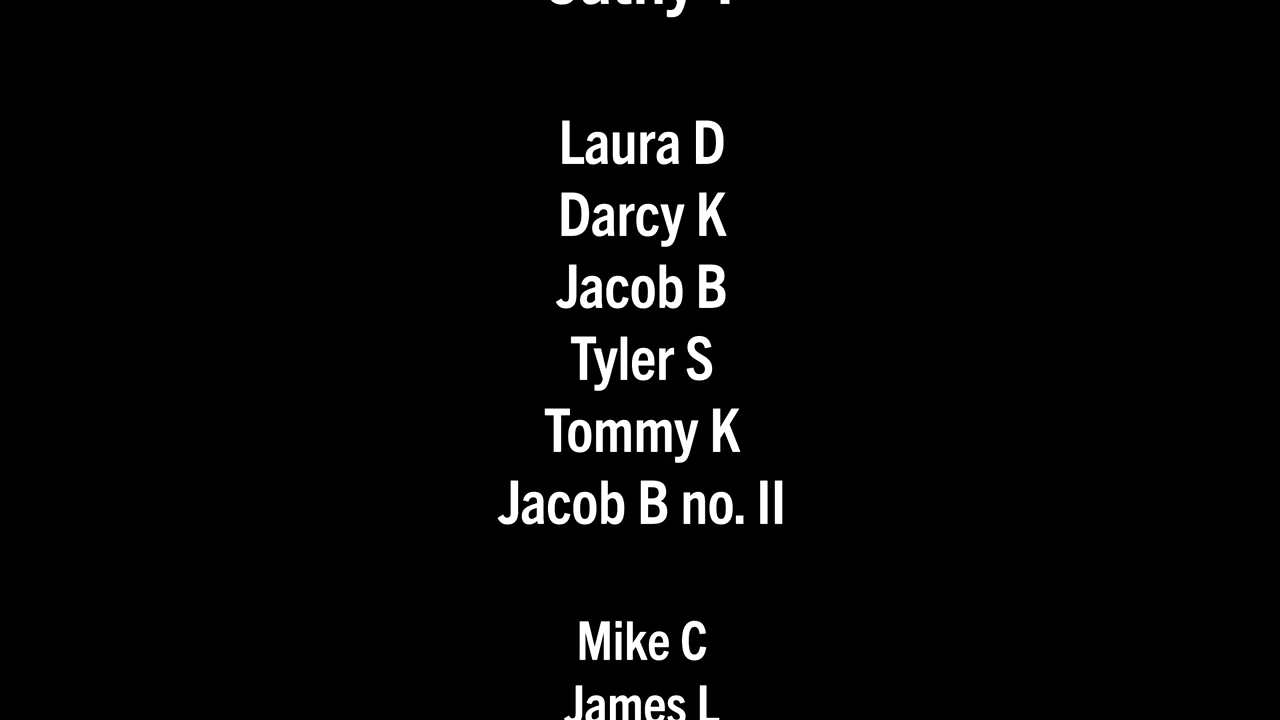 Laura D
Darcy K
Jacob B
Tyler S
Tommy K
Jacob B no. II
Mike C
James L